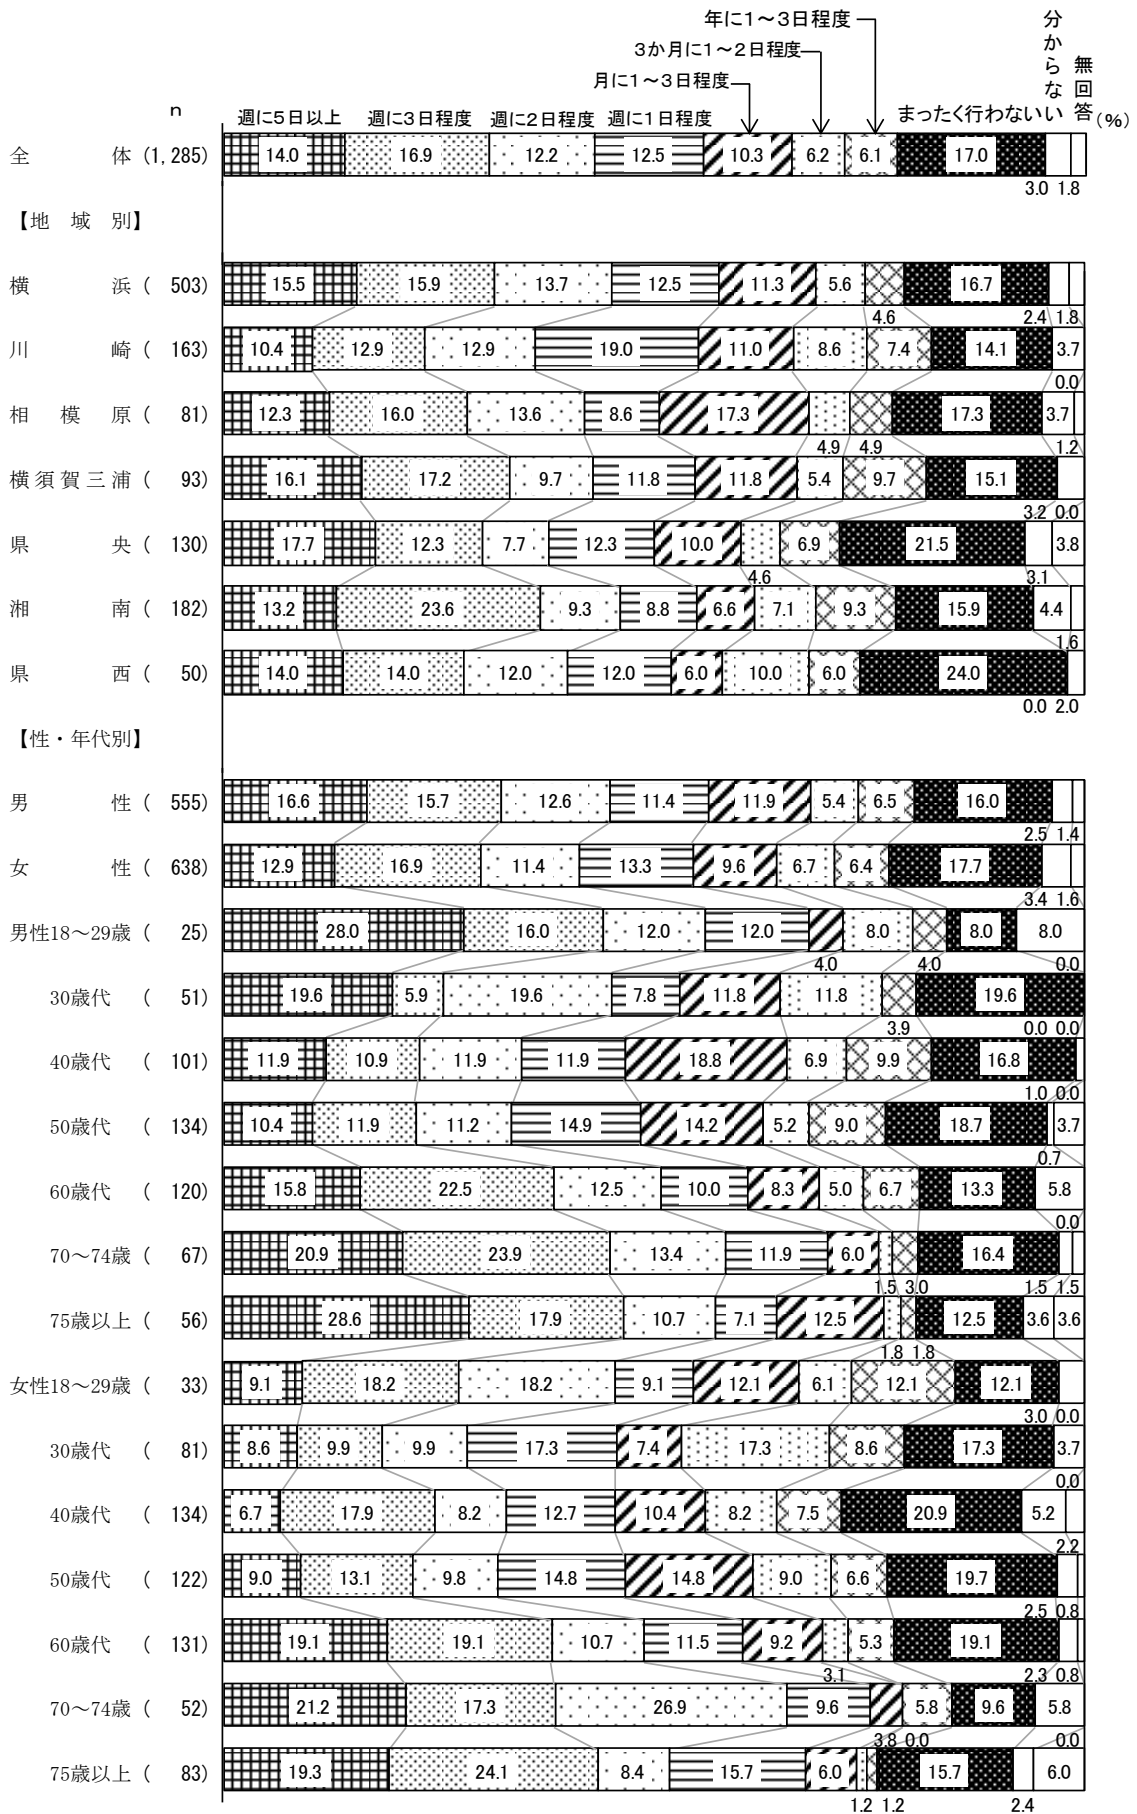 年に1～3日程度
3か月に1～2日程度
月に1～3日程度
分からない
無回答
n
週に5日以上 週に3日程度 週に2日程度 週に1日程度 まったく行わない (%)
全体 (1,285) 14.0 16.9 12.2 12.5 10.3 6.2 6.1 17.0
3.0 1.8
【地域別】
横浜 ( 503) 15.5 15.9 13.7 12.5 11.3 5.6 16.7
4.6 2.4 1.8
川崎 ( 163) 10.4 12.9 12.9 19.0 11.0 8.6 7.4 14.1 3.7
0.0
相模原 ( 81) 12.3 16.0 13.6 8.6 17.3 17.3 3.7
4.9 4.9 1.2
横須賀三浦 ( 93) 16.1 17.2 9.7 11.8 11.8 5.4 9.7 15.1
3.2 0.0
県央 ( 130) 17.7 12.3 7.7 12.3 10.0 6.9 21.5 3.8
4.6 3.1
湘南 ( 182) 13.2 23.6 9.3 8.8 6.6 7.1 9.3 15.9 4.4
1.6
県西 ( 50) 14.0 14.0 12.0 12.0 6.0 10.0 6.0 24.0
0.0 2.0
【性・年代別】
男性 ( 555) 16.6 15.7 12.6 11.4 11.9 5.4 6.5 16.0
2.5 1.4
女性 ( 638) 12.9 16.9 11.4 13.3 9.6 6.7 6.4 17.7
3.4 1.6
男性18～29歳 ( 25) 28.0 16.0 12.0 12.0 8.0 8.0 8.0
4.0 4.0 0.0
30歳代 ( 51) 19.6 5.9 19.6 7.8 11.8 11.8 19.6
3.9 0.0 0.0
40歳代 ( 101) 11.9 10.9 11.9 11.9 18.8 6.9 9.9 16.8
1.0 0.0
50歳代 ( 134) 10.4 11.9 11.2 14.9 14.2 5.2 9.0 18.7 3.7
0.7
60歳代 ( 120) 15.8 22.5 12.5 10.0 8.3 5.0 6.7 13.3 5.8
0.0
70～74歳 ( 67) 20.9 23.9 13.4 11.9 6.0 16.4
1.5 3.0 1.5 1.5
75歳以上 ( 56) 28.6 17.9 10.7 7.1 12.5 12.5 3.6 3.6
1.8 1.8
女性18～29歳 ( 33) 9.1 18.2 18.2 9.1 12.1 6.1 12.1 12.1
3.0 0.0
30歳代 ( 81) 8.6 9.9 9.9 17.3 7.4 17.3 8.6 17.3 3.7
0.0
40歳代 ( 134) 6.7 17.9 8.2 12.7 10.4 8.2 7.5 20.9 5.2
2.2
50歳代 ( 122) 9.0 13.1 9.8 14.8 14.8 9.0 6.6 19.7
2.5 0.8
60歳代 ( 131) 19.1 19.1 10.7 11.5 9.2 5.3 19.1
3.1 2.3 0.8
70～74歳 ( 52) 21.2 17.3 26.9 9.6 5.8 9.6 5.8
3.8 0.0 0.0
75歳以上 ( 83) 19.3 24.1 8.4 15.7 6.0 15.7 6.0
1.2 1.2 2.4